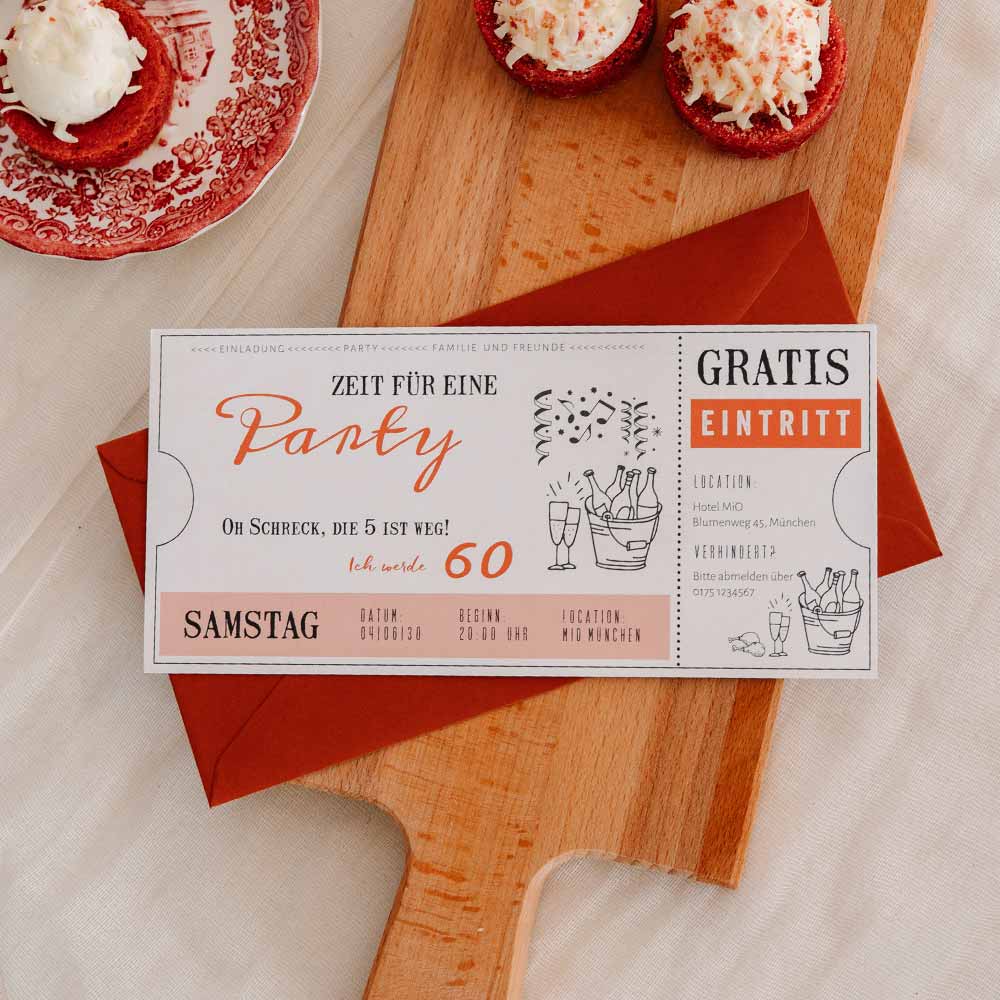 <<<< EINLADUNG <<<<<<<< PARTY <<<<<<< FAMILIE UND FREUNDE <<<<<<<<<<<
ZEIT FÜR EINE
Party
OH SCHRECK, DIE 5 IST WEG!
Ich werde 60
SAMSTAG
DATUM:
04|06|30
BEGINN:
20:00 UHR
LOCATION:
MIO MÜNCHEN
GRATIS
EINTRITT
LOCATION:
Hotel MiO
Blumenweg 45, München
VERHINDERT?
Bitte abmelden über
0175 1234567